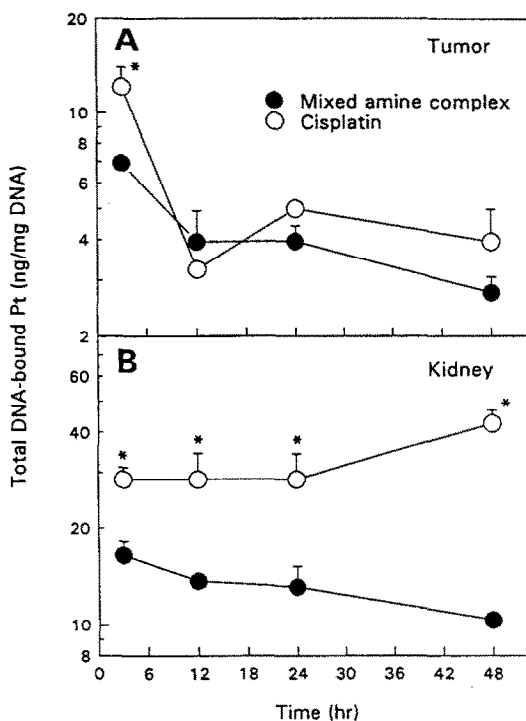 20
A
Tumor
*
10
Mixed amine complex
Cisplatin
8
6
4
2
Total DNA-bound Pt (ng/mg DNA)
B
Kidney
60
*
40
* * *
20
10
8
0 6 12 18 24 30 36 42 48
Time (hr)